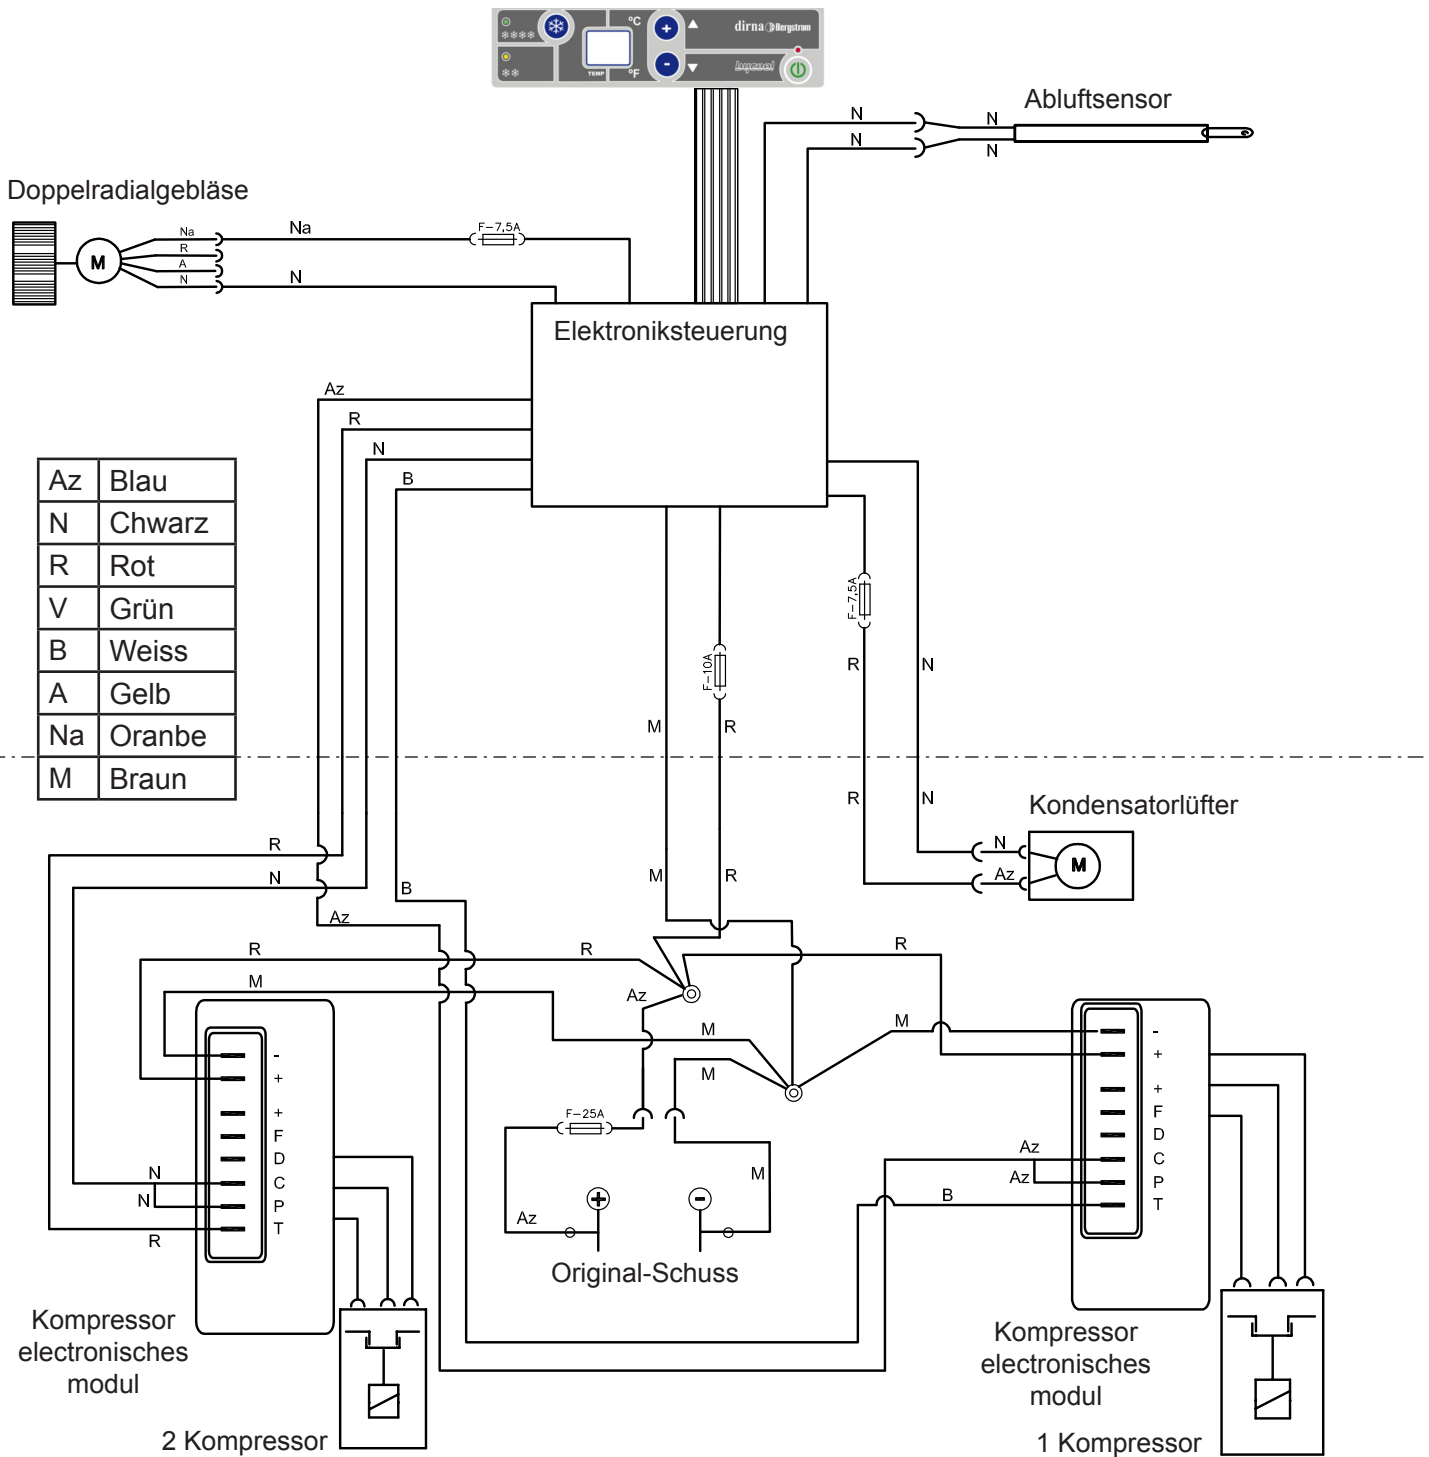 °C
dirna Bergstrom
°F
TEMP
bycool
Abluftsensor
N
N
N
N
Doppelradialgebläse
Na
R
A
N
Na
N
F-7,5A
M
Elektroniksteuerung
Az
R
N
B
Az Blau
N Chwarz
R Rot
V Grün
B Weiss
A Gelb
Na Oranbe
M Braun
F-7,5A
F-10A
R
N
M
R
R
N
Kondensatorlüfter
N
Az
M
R
N
B
Az
M
R
R
R
R
M
Az
M
M
M
F-25A
M
Az
+
-
Original-Schuss
-
+
+
F
D
C
P
T
N
N
R
-
+
+
F
D
C
P
T
Az
Az
B
Kompressor
electronisches
modul
2 Kompressor
Kompressor
electronisches
modul
1 Kompressor